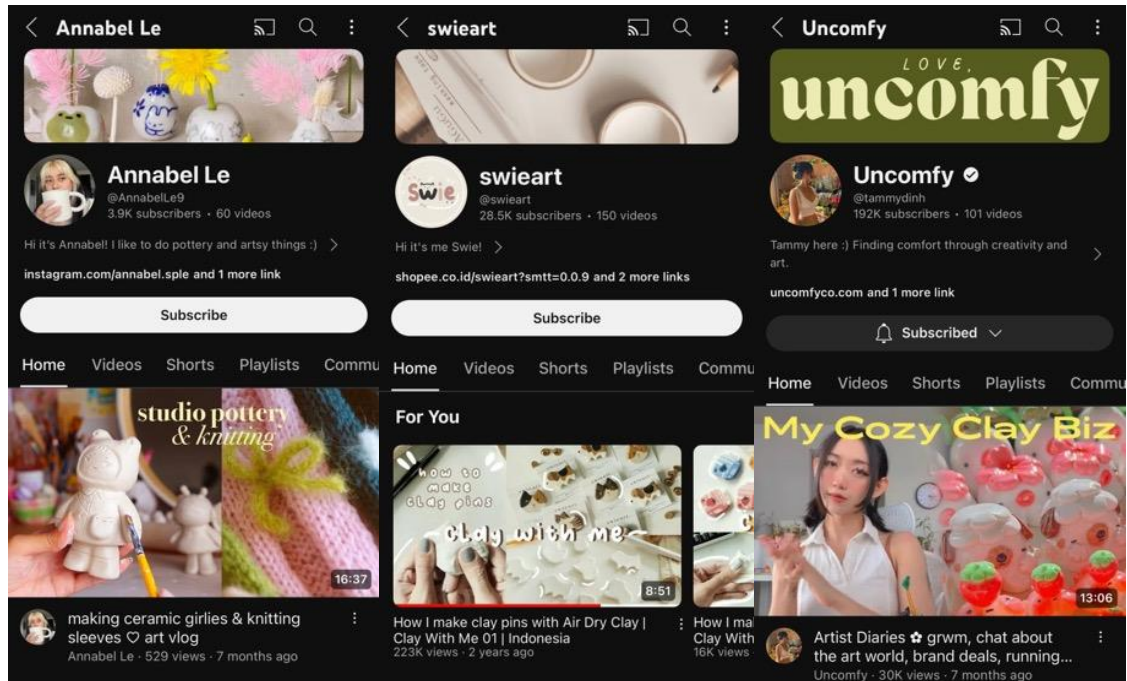 Annabel Le
Annabel Le
@AnnabelLe9
3.9K subscribers • 60 videos
Hi it's Annabel! I like to do pottery and artsy things :)
instagram.com/annabel.sple and 1 more link
Subscribe
Home Videos Shorts Playlists Commu
studio pottery
& knitting
16:37
making ceramic girlies & knitting
sleeves ♡ art vlog
Annabel Le · 529 views · 7 months ago
swieart
Swie
swieart
@swieart
28.5K subscribers • 150 videos
Hi it's me Swie!
shopee.co.id/swieart?smtt=0.0.9 and 2 more links
Subscribe
Home Videos Shorts Playlists Commu
For You
how to
make
clay pins
clay with me
8:51
How I make clay pins with Air Dry Clay |
Clay With Me 01 | Indonesia
223K views · 2 years ago
How I mal
Clay With
16K views
Uncomfy
LOVE,
uncomfy
Uncomfy
@tammydinh
192K subscribers • 101 videos
Tammy here :) Finding comfort through creativity and
art.
uncomfyco.com and 1 more link
Subscribed
Home Videos Shorts Playlists Commu
My Cozy Clay Biz
13:06
Artist Diaries ✿ grwm, chat about
the art world, brand deals, running...
Uncomfy · 30K views · 7 months ago